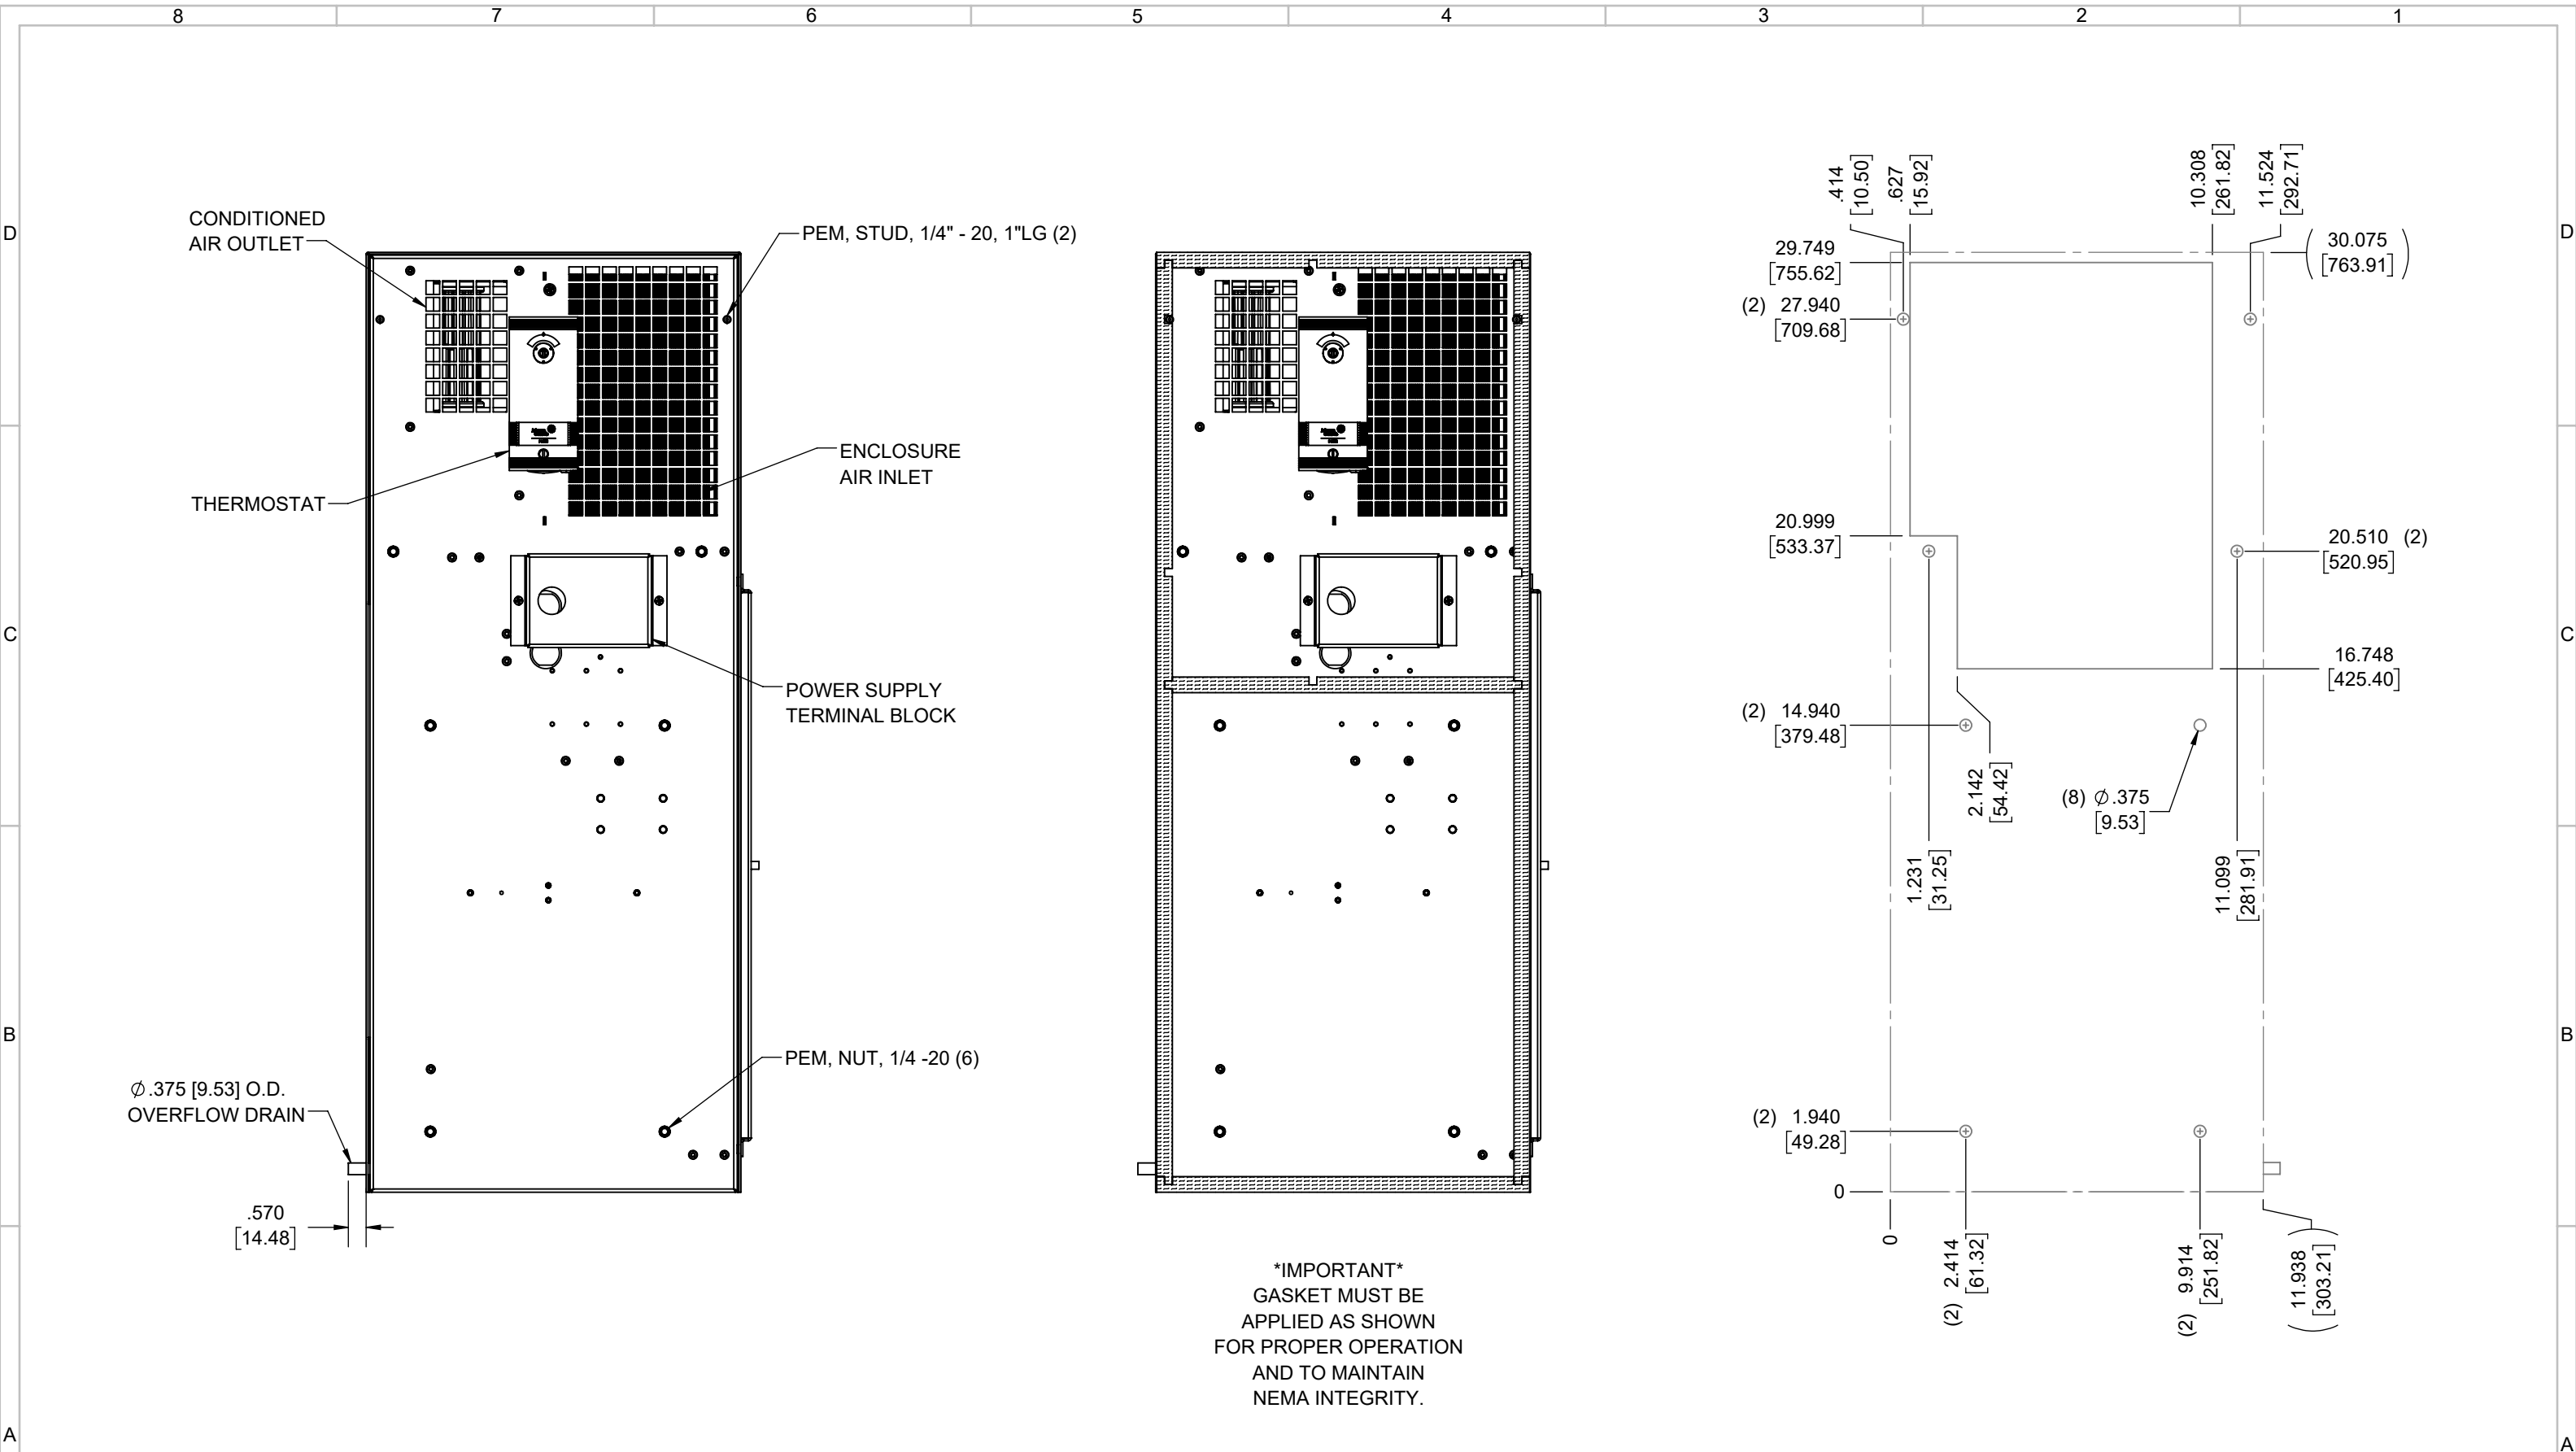 8 7 6 5 4 3 2 1
D
C
B
A
CONDITIONED
AIR OUTLET
THERMOSTAT
PEM, STUD, 1/4" - 20, 1"LG (2)
ENCLOSURE
AIR INLET
POWER SUPPLY
TERMINAL BLOCK
PEM, NUT, 1/4 -20 (6)
∅ .375 [9.53] O.D.
OVERFLOW DRAIN
.570
[14.48]
*IMPORTANT*
GASKET MUST BE
APPLIED AS SHOWN
FOR PROPER OPERATION
AND TO MAINTAIN
NEMA INTEGRITY.
.414
[10.50]
.627
[15.92]
10.308
[261.82]
11.524
[292.71]
29.749
[755.62]
(30.075
[763.91])
(2) 27.940
[709.68]
20.999
[533.37]
20.510 (2)
[520.95]
16.748
[425.40]
(2) 14.940
[379.48]
2.142
[54.42]
(8) ∅ .375
[9.53]
1.231
[31.25]
11.099
[281.91]
(2) 1.940
[49.28]
0
0
(2) 2.414
[61.32]
(2) 9.914
[251.82]
(11.938
[303.21])
D
C
B
A